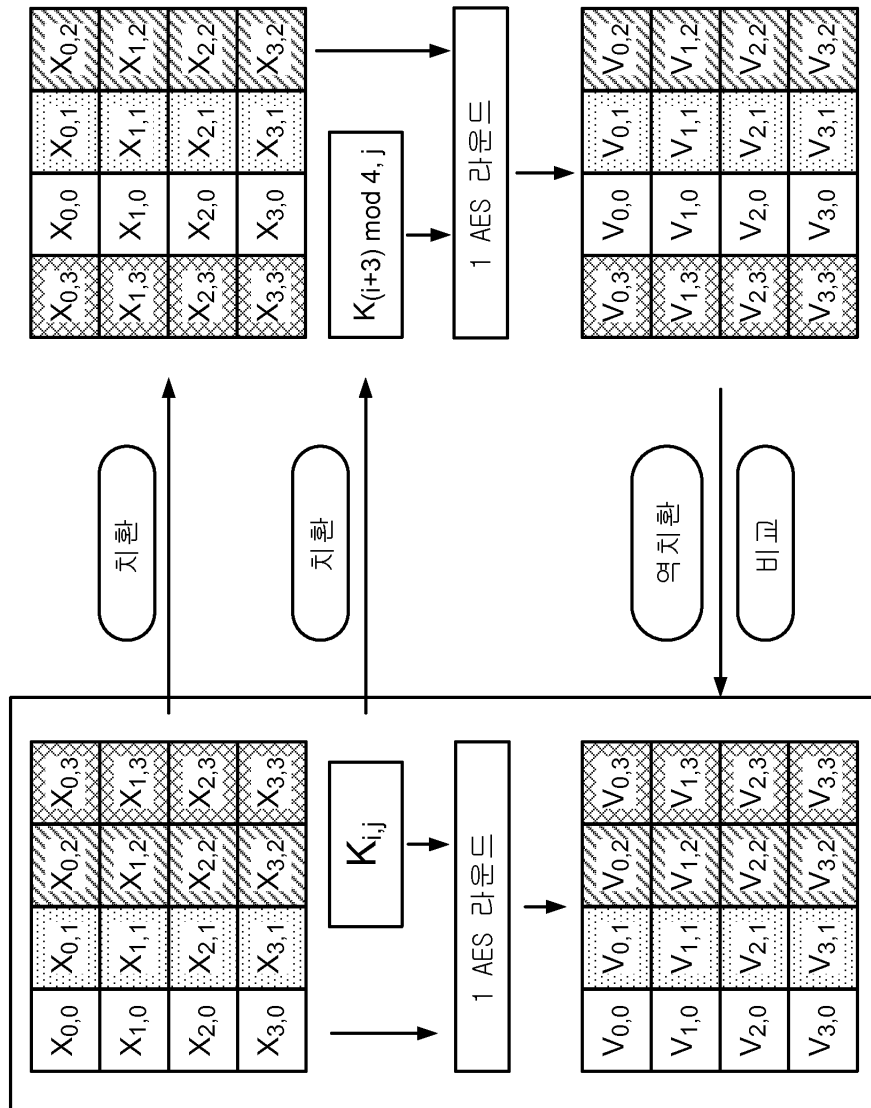 X0,0 X0,1 X0,2 X0,3
X1,0 X1,1 X1,2 X1,3
X2,0 X2,1 X2,2 X2,3
X3,0 X3,1 X3,2 X3,3
치환
X0,3 X0,0 X0,1 X0,2
X1,3 X1,0 X1,1 X1,2
X2,3 X2,0 X2,1 X2,2
X3,3 X3,0 X3,1 X3,2
Ki,j
치환
K(i+3) mod 4, j
1 AES 라운드
1 AES 라운드
V0,0 V0,1 V0,2 V0,3
V1,0 V1,1 V1,2 V1,3
V2,0 V2,1 V2,2 V2,3
V3,0 V3,1 V3,2 V3,3
역치환
비교
V0,3 V0,0 V0,1 V0,2
V1,3 V1,0 V1,1 V1,2
V2,3 V2,0 V2,1 V2,2
V3,3 V3,0 V3,1 V3,2